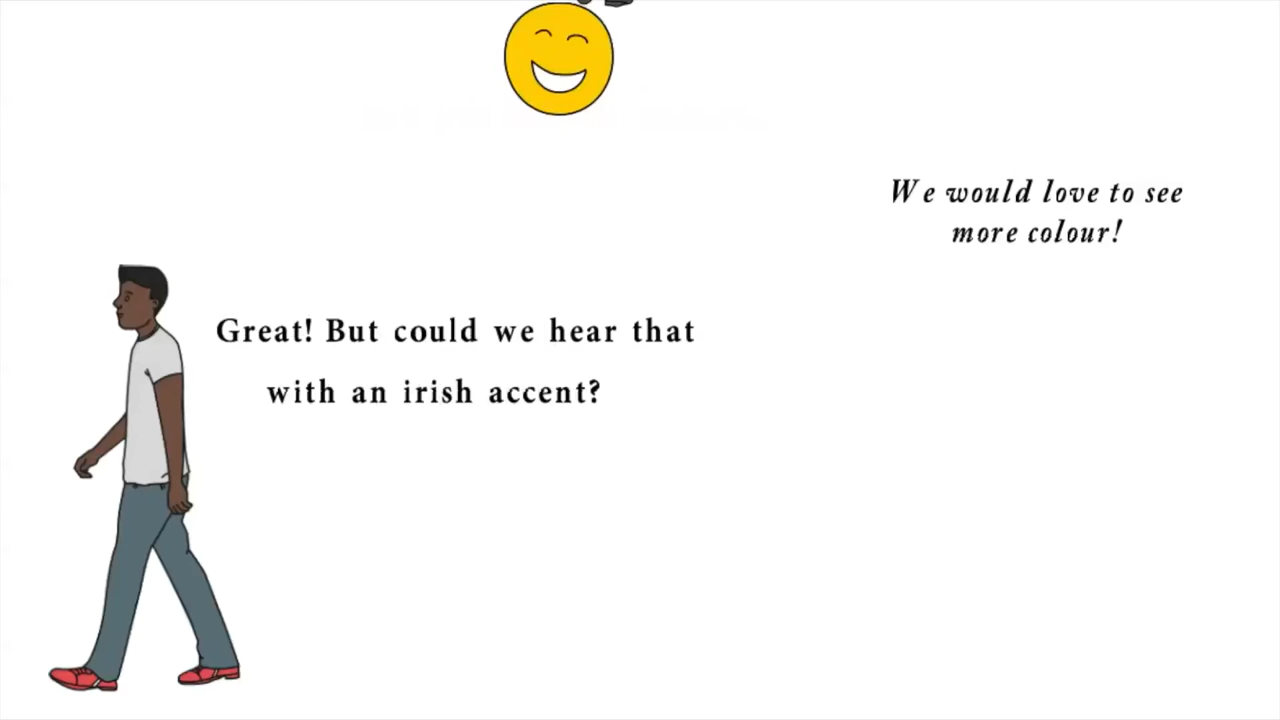 We would love to see
more colour!
Great! But could we hear that
with an irish accent?